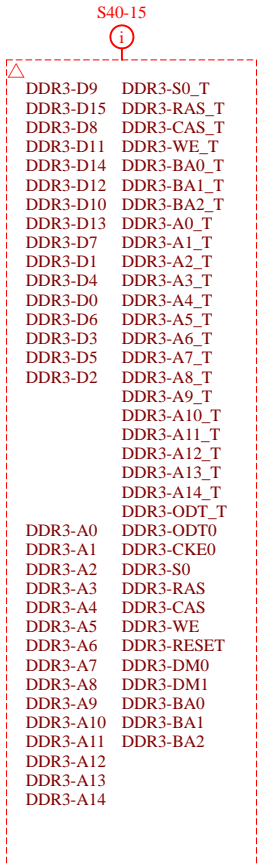 S40-15
i
DDR3-D9 DDR3-S0_T
DDR3-D15 DDR3-RAS_T
DDR3-D8 DDR3-CAS_T
DDR3-D11 DDR3-WE_T
DDR3-D14 DDR3-BA0_T
DDR3-D12 DDR3-BA1_T
DDR3-D10 DDR3-BA2_T
DDR3-D13 DDR3-A0_T
DDR3-D7 DDR3-A1_T
DDR3-D1 DDR3-A2_T
DDR3-D4 DDR3-A3_T
DDR3-D0 DDR3-A4_T
DDR3-D6 DDR3-A5_T
DDR3-D3 DDR3-A6_T
DDR3-D5 DDR3-A7_T
DDR3-D2 DDR3-A8_T
DDR3-A9_T
DDR3-A10_T
DDR3-A11_T
DDR3-A12_T
DDR3-A13_T
DDR3-A14_T
DDR3-ODT_T
DDR3-A0 DDR3-ODT0
DDR3-A1 DDR3-CKE0
DDR3-A2 DDR3-S0
DDR3-A3 DDR3-RAS
DDR3-A4 DDR3-CAS
DDR3-A5 DDR3-WE
DDR3-A6 DDR3-RESET
DDR3-A7 DDR3-DM0
DDR3-A8 DDR3-DM1
DDR3-A9 DDR3-BA0
DDR3-A10 DDR3-BA1
DDR3-A11 DDR3-BA2
DDR3-A12
DDR3-A13
DDR3-A14